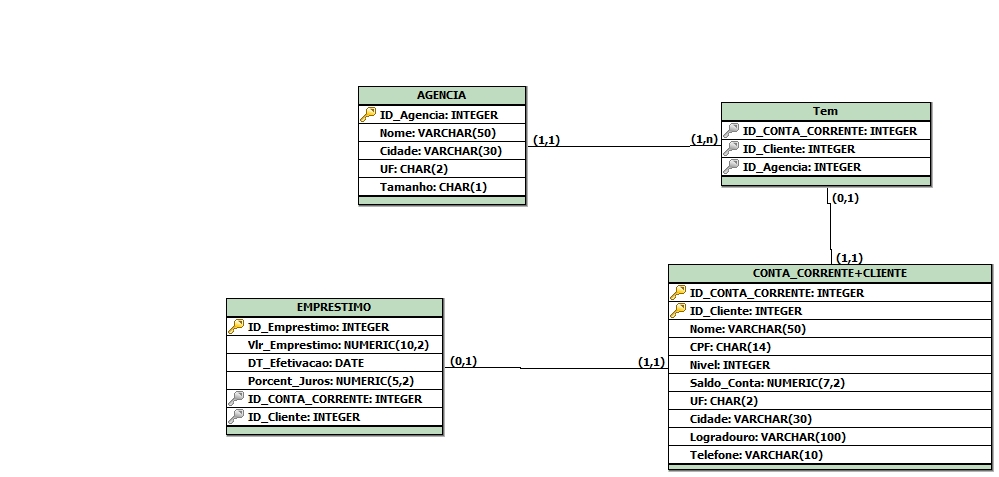 AGENCIA
ID_Agencia: INTEGER
Nome: VARCHAR(50)
Cidade: VARCHAR(30)
UF: CHAR(2)
Tamanho: CHAR(1)
(1,1)
(1,n)
Tem
ID_CONTA_CORRENTE: INTEGER
ID_Cliente: INTEGER
ID_Agencia: INTEGER
(0,1)
(1,1)
CONTA_CORRENTE+CLIENTE
ID_CONTA_CORRENTE: INTEGER
ID_Cliente: INTEGER
Nome: VARCHAR(50)
CPF: CHAR(14)
Nivel: INTEGER
Saldo_Conta: NUMERIC(7,2)
UF: CHAR(2)
Cidade: VARCHAR(30)
Logradouro: VARCHAR(100)
Telefone: VARCHAR(10)
EMPRESTIMO
ID_Emprestimo: INTEGER
Vlr_Emprestimo: NUMERIC(10,2)
DT_Efetivacao: DATE
Porcent_Juros: NUMERIC(5,2)
ID_CONTA_CORRENTE: INTEGER
ID_Cliente: INTEGER
(0,1)
(1,1)